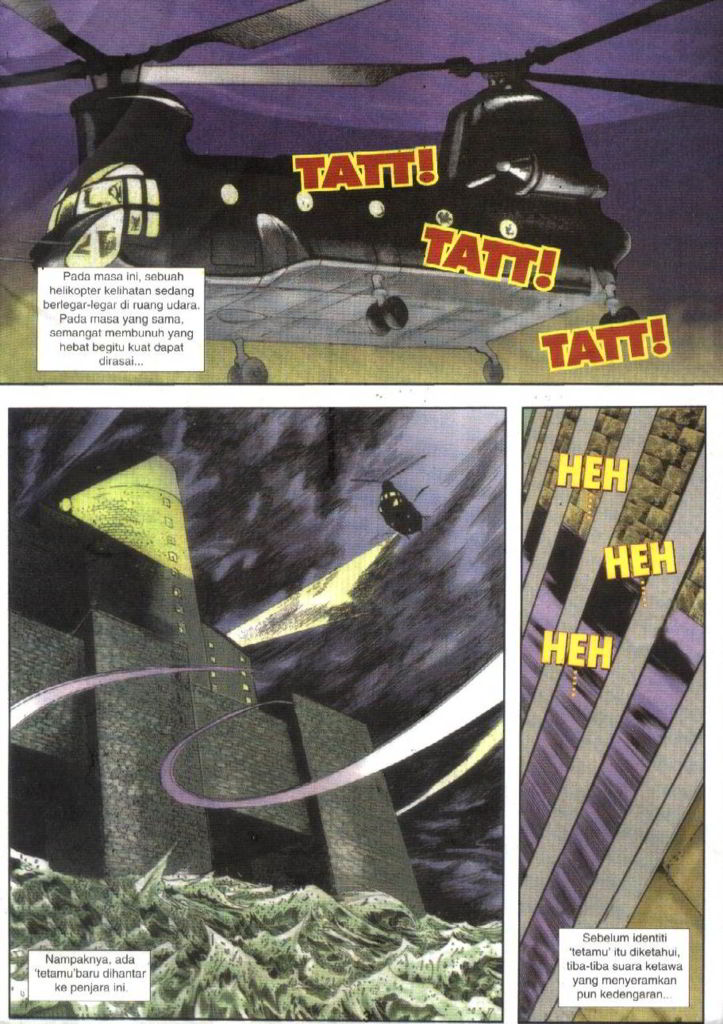 TATT!
TATT!
TATT!
Pada masa ini, sebuah
helikopter kelihatan sedang
berlegar-legar di ruang udara.
Pada masa yang sama,
semangat membunuh yang
hebat begitu kuat dapat
dirasai...
Nampaknya, ada
'tetamu'baru dihantar
ke penjara ini.
HEH
HEH
HEH
Sebelum identiti
'tetamu' itu diketahui,
tiba-tiba suara ketawa
yang menyeramkan
pun kedengaran...